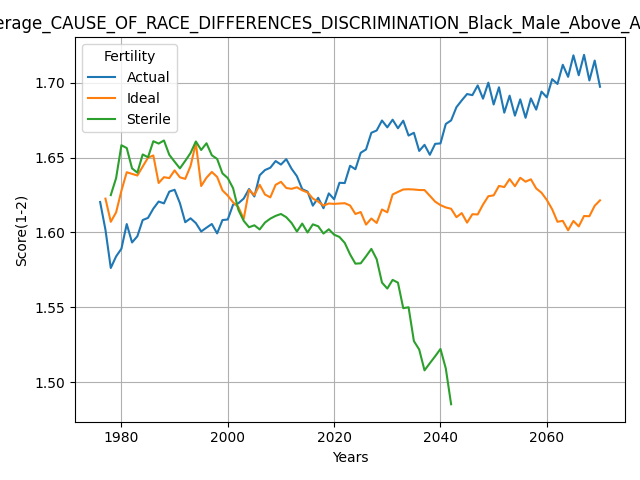 erage_CAUSE_OF_RACE_DIFFERENCES_DISCRIMINATION_Black_Male_Above_A
Fertility
Actual
Ideal
Sterile
Score(1-2)
1.70
1.65
1.60
1.55
1.50
1980 2000 2020 2040 2060
Years